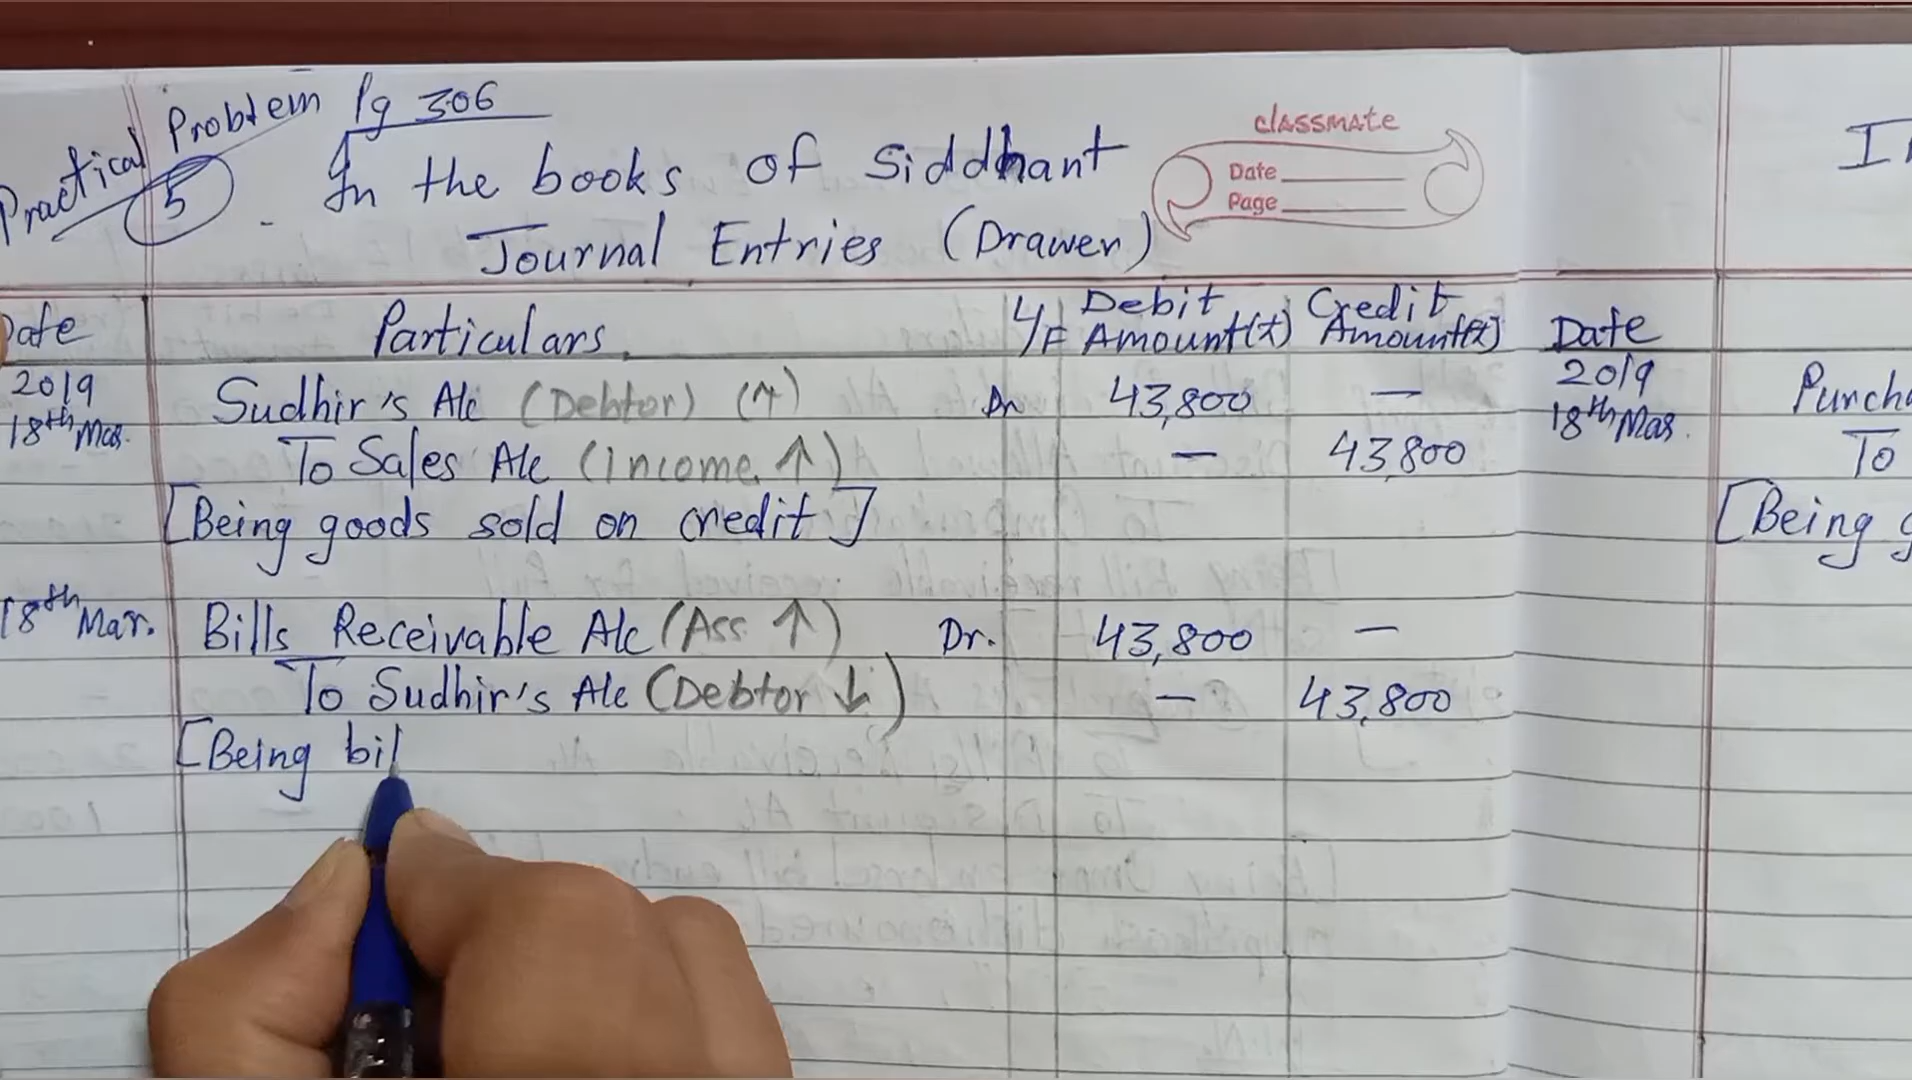 Practical Problem Pg 306
5
In the books of Siddhant
Journal Entries (Drawer)
classmate
Date
Page
Date Particulars L/F Debit Amount(₹) Credit Amount(₹)
2019
18th Mar. Sudhir's A/c (Debtor) (↑) Dr 43,800 —
To Sales A/c (Income ↑) — 43,800
[Being goods sold on credit]
18th Mar. Bills Receivable A/c (Ass ↑) Dr. 43,800 —
To Sudhir's A/c (Debtor ↓) — 43,800
[Being bil
Date
2019
18th Mar.
To
[Being